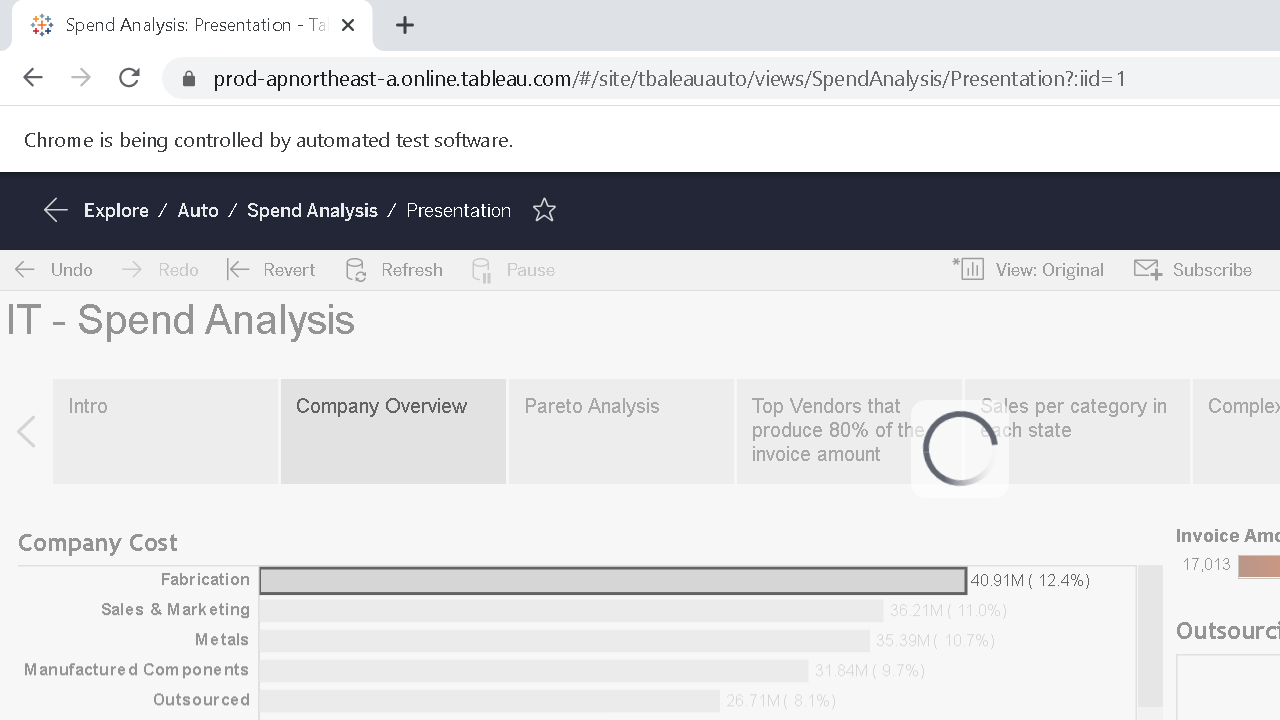 Spend Analysis: Presentation - Ta
prod-apnortheast-a.online.tableau.com/#/site/tbaleauauto/views/SpendAnalysis/Presentation?:iid=1
Chrome is being controlled by automated test software.
Explore / Auto / Spend Analysis / Presentation
Undo Redo Revert Refresh Pause View: Original Subscribe
IT - Spend Analysis
Intro
Company Overview
Pareto Analysis
Top Vendors that
produce 80% of the
invoice amount
Sales per category in
each state
Complex
Company Cost
Fabrication 40.91M ( 12.4%)
Sales & Marketing 36.21M ( 11.0%)
Metals 35.39M ( 10.7%)
Manufactured Components 31.84M ( 9.7%)
Outsourced 26.71M ( 8.1%)
Invoice Amo
17,013
Outsourci